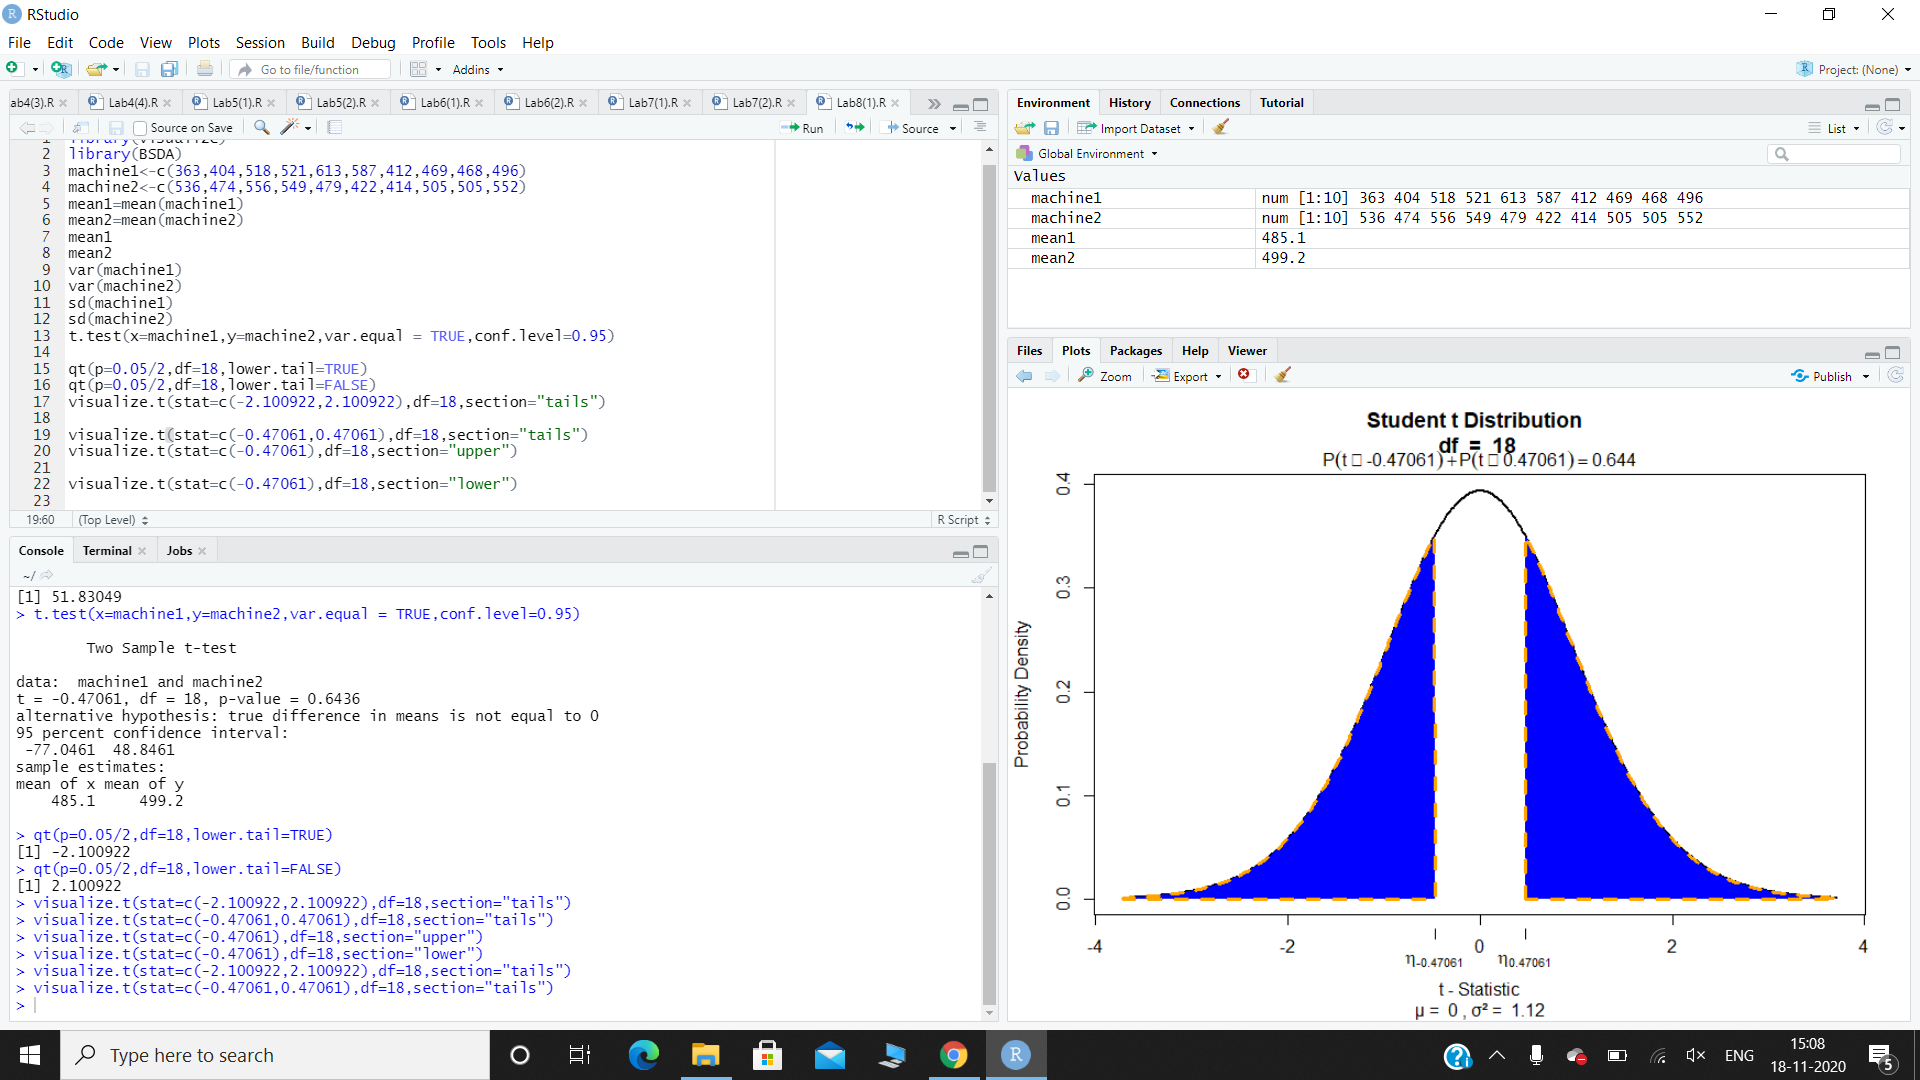 RStudio
File Edit Code View Plots Session Build Debug Profile Tools Help
Go to file/function Addins Project: (None)
ab4(3).R Lab4(4).R Lab5(1).R Lab5(2).R Lab6(1).R Lab6(2).R Lab7(1).R Lab7(2).R Lab8(1).R
Source on Save Run Source
1 library(visualize)
2 library(BSDA)
3 machine1<-c(363,404,518,521,613,587,412,469,468,496)
4 machine2<-c(536,474,556,549,479,422,414,505,505,552)
5 mean1=mean(machine1)
6 mean2=mean(machine2)
7 mean1
8 mean2
9 var(machine1)
10 var(machine2)
11 sd(machine1)
12 sd(machine2)
13 t.test(x=machine1,y=machine2,var.equal = TRUE,conf.level=0.95)
14
15 qt(p=0.05/2,df=18,lower.tail=TRUE)
16 qt(p=0.05/2,df=18,lower.tail=FALSE)
17 visualize.t(stat=c(-2.100922,2.100922),df=18,section="tails")
18
19 visualize.t(stat=c(-0.47061,0.47061),df=18,section="tails")
20 visualize.t(stat=c(-0.47061),df=18,section="upper")
21
22 visualize.t(stat=c(-0.47061),df=18,section="lower")
23
19:60 (Top Level) R Script
Console Terminal Jobs
~/
[1] 51.83049
> t.test(x=machine1,y=machine2,var.equal = TRUE,conf.level=0.95)
Two Sample t-test
data: machine1 and machine2
t = -0.47061, df = 18, p-value = 0.6436
alternative hypothesis: true difference in means is not equal to 0
95 percent confidence interval:
-77.0461 48.8461
sample estimates:
mean of x mean of y
485.1 499.2
> qt(p=0.05/2,df=18,lower.tail=TRUE)
[1] -2.100922
> qt(p=0.05/2,df=18,lower.tail=FALSE)
[1] 2.100922
> visualize.t(stat=c(-2.100922,2.100922),df=18,section="tails")
> visualize.t(stat=c(-0.47061,0.47061),df=18,section="tails")
> visualize.t(stat=c(-0.47061),df=18,section="upper")
> visualize.t(stat=c(-0.47061),df=18,section="lower")
> visualize.t(stat=c(-2.100922,2.100922),df=18,section="tails")
> visualize.t(stat=c(-0.47061,0.47061),df=18,section="tails")
>
Environment History Connections Tutorial
Import Dataset List
Global Environment
Values
machine1 num [1:10] 363 404 518 521 613 587 412 469 468 496
machine2 num [1:10] 536 474 556 549 479 422 414 505 505 552
mean1 485.1
mean2 499.2
Files Plots Packages Help Viewer
Zoom Export Publish
Student t Distribution
df = 18
P(t □ -0.47061)+P(t □ 0.47061) = 0.644
Probability Density
0.4
0.3
0.2
0.1
0.0
-4 -2 0 2 4
η-0.47061 η0.47061
t - Statistic
μ = 0 , σ² = 1.12
Type here to search
ENG
15:08
18-11-2020
5